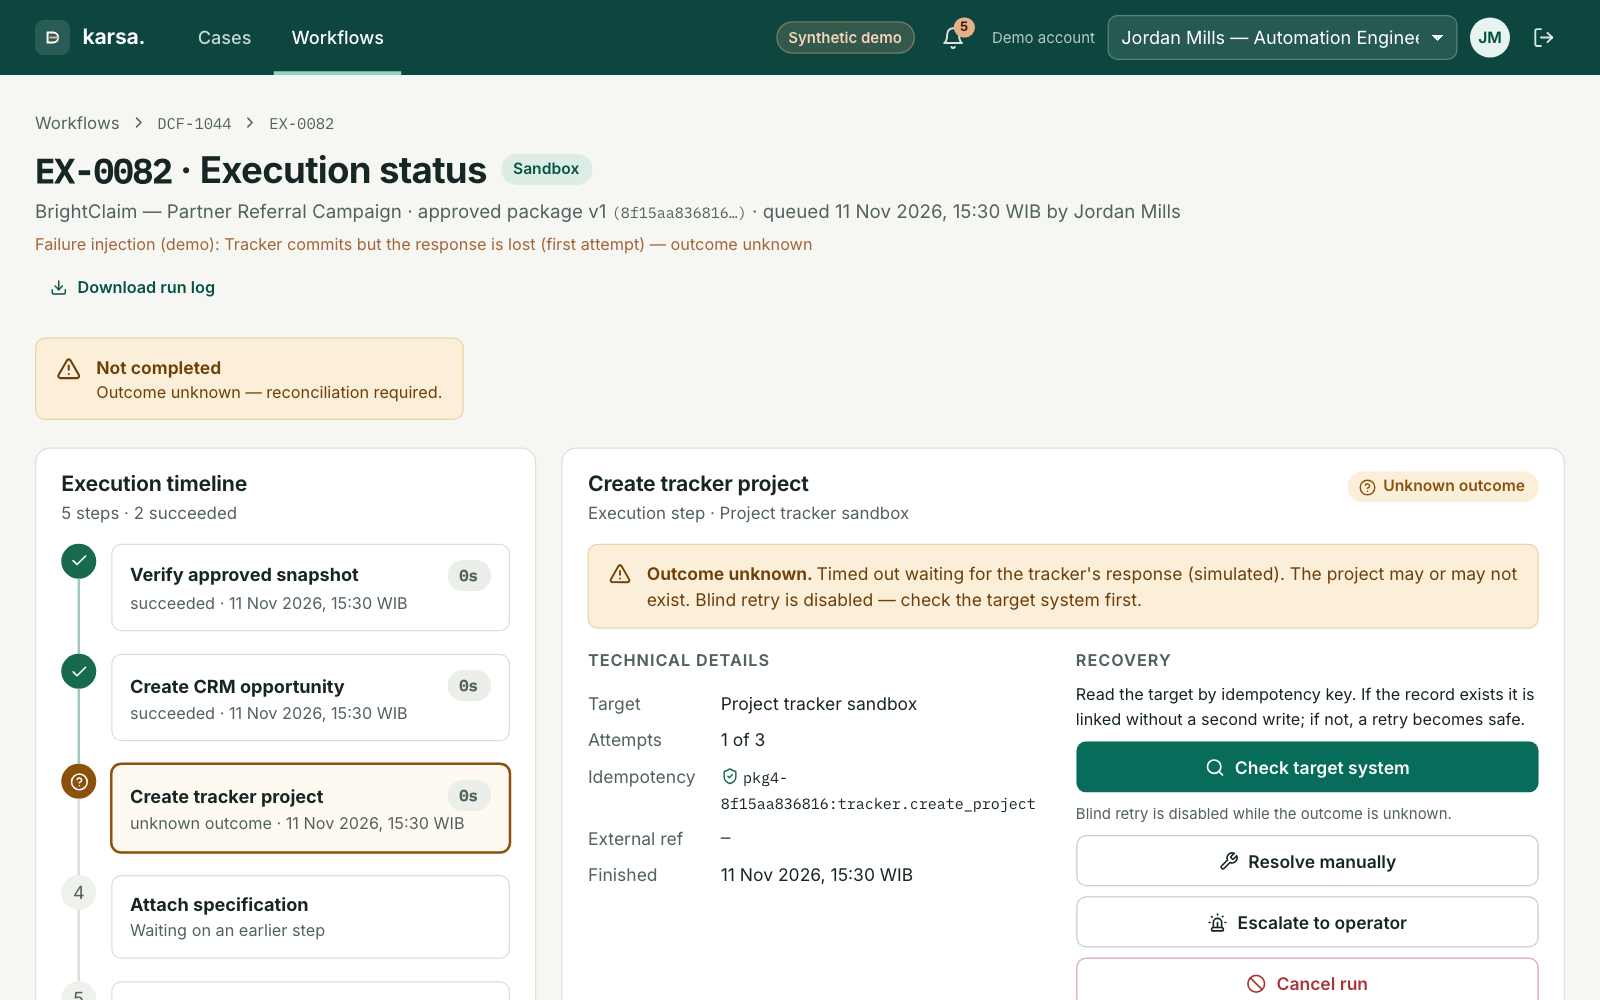 karsa.
Cases
Workflows
Synthetic demo
5
Demo account
Jordan Mills — Automation Enginee
JM
Workflows > DCF-1044 > EX-0082
EX-0082 · Execution status
Sandbox
BrightClaim — Partner Referral Campaign · approved package v1 (8f15aa836816…) · queued 11 Nov 2026, 15:30 WIB by Jordan Mills
Failure injection (demo): Tracker commits but the response is lost (first attempt) — outcome unknown
Download run log
Not completed
Outcome unknown — reconciliation required.
Execution timeline
5 steps · 2 succeeded
Verify approved snapshot
0s
succeeded · 11 Nov 2026, 15:30 WIB
Create CRM opportunity
0s
succeeded · 11 Nov 2026, 15:30 WIB
Create tracker project
0s
unknown outcome · 11 Nov 2026, 15:30 WIB
4
Attach specification
Waiting on an earlier step
5
Create tracker project
Unknown outcome
Execution step · Project tracker sandbox
Outcome unknown. Timed out waiting for the tracker's response (simulated). The project may or may not
exist. Blind retry is disabled — check the target system first.
TECHNICAL DETAILS
Target
Project tracker sandbox
Attempts
1 of 3
Idempotency
pkg4-
8f15aa836816:tracker.create_project
External ref
—
Finished
11 Nov 2026, 15:30 WIB
RECOVERY
Read the target by idempotency key. If the record exists it is
linked without a second write; if not, a retry becomes safe.
Check target system
Blind retry is disabled while the outcome is unknown.
Resolve manually
Escalate to operator
Cancel run